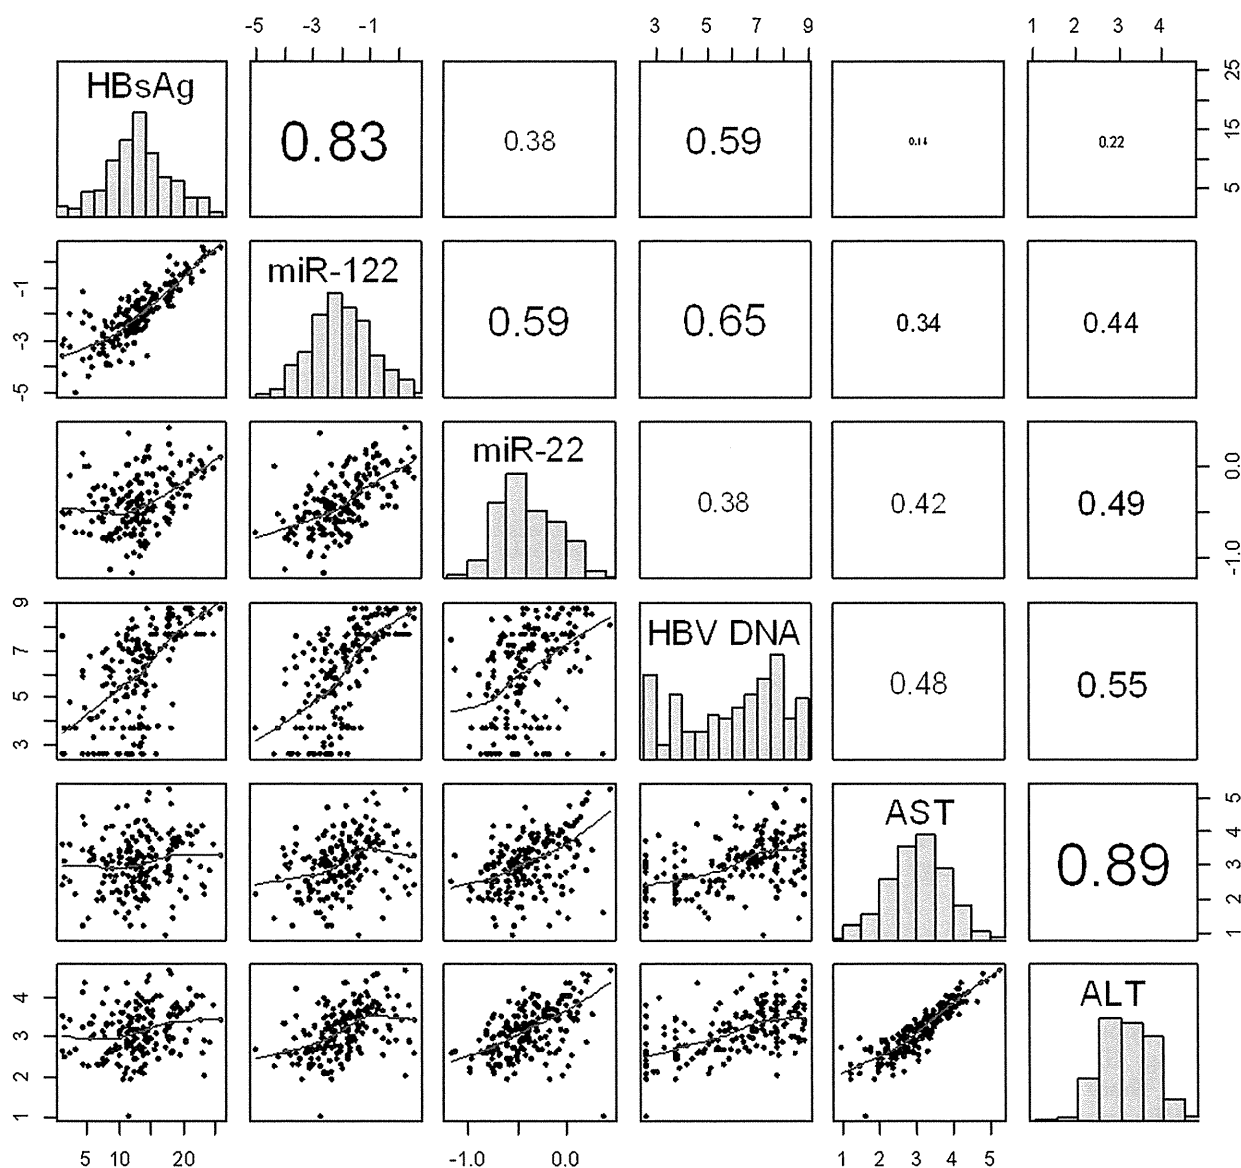 -5 -3 -1 3 5 7 9 1 2 3 4
HBsAg 0.83 0.38 0.59 0.22 5 15 25
-5 -3 -1 miR-122 0.59 0.65 0.34 0.44
miR-22 0.38 0.42 0.49 -1.0 0.0
3 5 7 9 HBV DNA 0.48 0.55
AST 0.89 1 2 3 4 5
1 2 3 4 ALT
5 10 20 -1.0 0.0 1 2 3 4 5